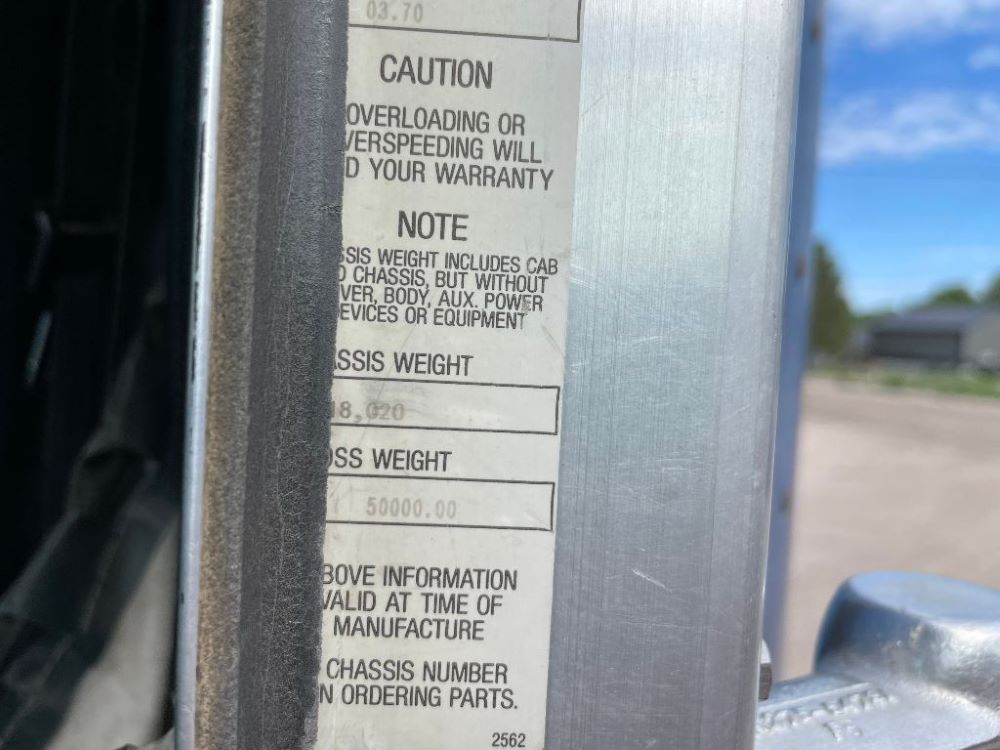 03.70
CAUTION
OVERLOADING OR
VERSPEEDING WILL
D YOUR WARRANTY
NOTE
SSIS WEIGHT INCLUDES CAB
D CHASSIS, BUT WITHOUT
VER, BODY, AUX. POWER
EVICES OR EQUIPMENT
SSIS WEIGHT
18,020
OSS WEIGHT
50000.00
BOVE INFORMATION
VALID AT TIME OF
MANUFACTURE
CHASSIS NUMBER
N ORDERING PARTS.
2562